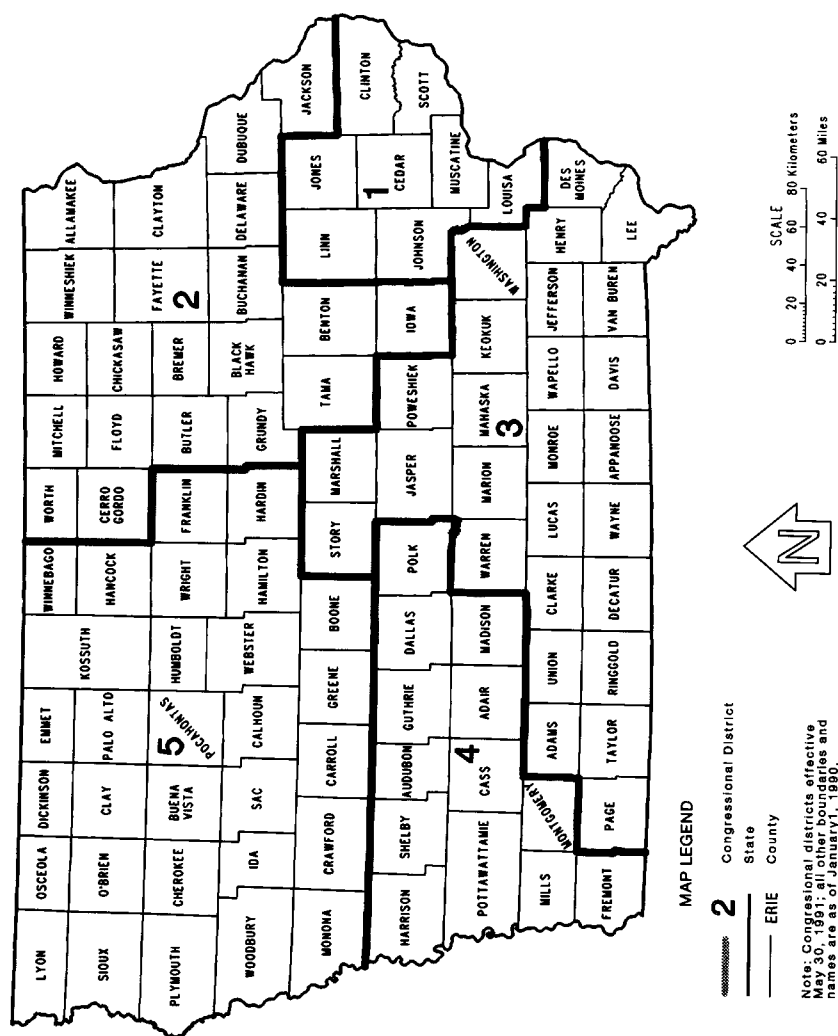 LYON
OSCEOLA
DICKINSON
EMMET
KOSSUTH
WINNEBAGO
WORTH
MITCHELL
HOWARD
WINNESHIEK
ALLAMAKEE
SIOUX
O'BRIEN
CLAY
PALO ALTO
HANCOCK
CERRO
GORDO
FLOYD
CHICKASAW
FAYETTE
2
CLAYTON
PLYMOUTH
CHEROKEE
BUENA
VISTA
5
POCAHONTAS
HUMBOLDT
WRIGHT
FRANKLIN
BUTLER
BREMER
WOODBURY
IDA
SAC
CALHOUN
WEBSTER
HAMILTON
HARDIN
GRUNDY
BLACK
HAWK
BUCHANAN
DELAWARE
DUBUQUE
MONONA
CRAWFORD
CARROLL
GREENE
BOONE
STORY
MARSHALL
TAMA
BENTON
LINN
JONES
JACKSON
HARRISON
SHELBY
AUDUBON
GUTHRIE
DALLAS
POLK
JASPER
POWESHIEK
IOWA
JOHNSON
1
CEDAR
CLINTON
SCOTT
POTTAWATTAMIE
CASS
4
ADAIR
MADISON
WARREN
MARION
MAHASKA
3
KEOKUK
WASHINGTON
MUSCATINE
LOUISA
MILLS
MONTGOMERY
ADAMS
UNION
CLARKE
LUCAS
MONROE
WAPELLO
JEFFERSON
HENRY
DES
MOINES
FREMONT
PAGE
TAYLOR
RINGGOLD
DECATUR
WAYNE
APPANOOSE
DAVIS
VAN BUREN
LEE
MAP LEGEND
2 Congressional District
State
ERIE County
Note: Congresional districts effective
May 30, 1991; all other boundaries and
names are as of January1, 1990.
N
SCALE
0 20 40 60 80 Kilometers
0 20 40 60 Miles